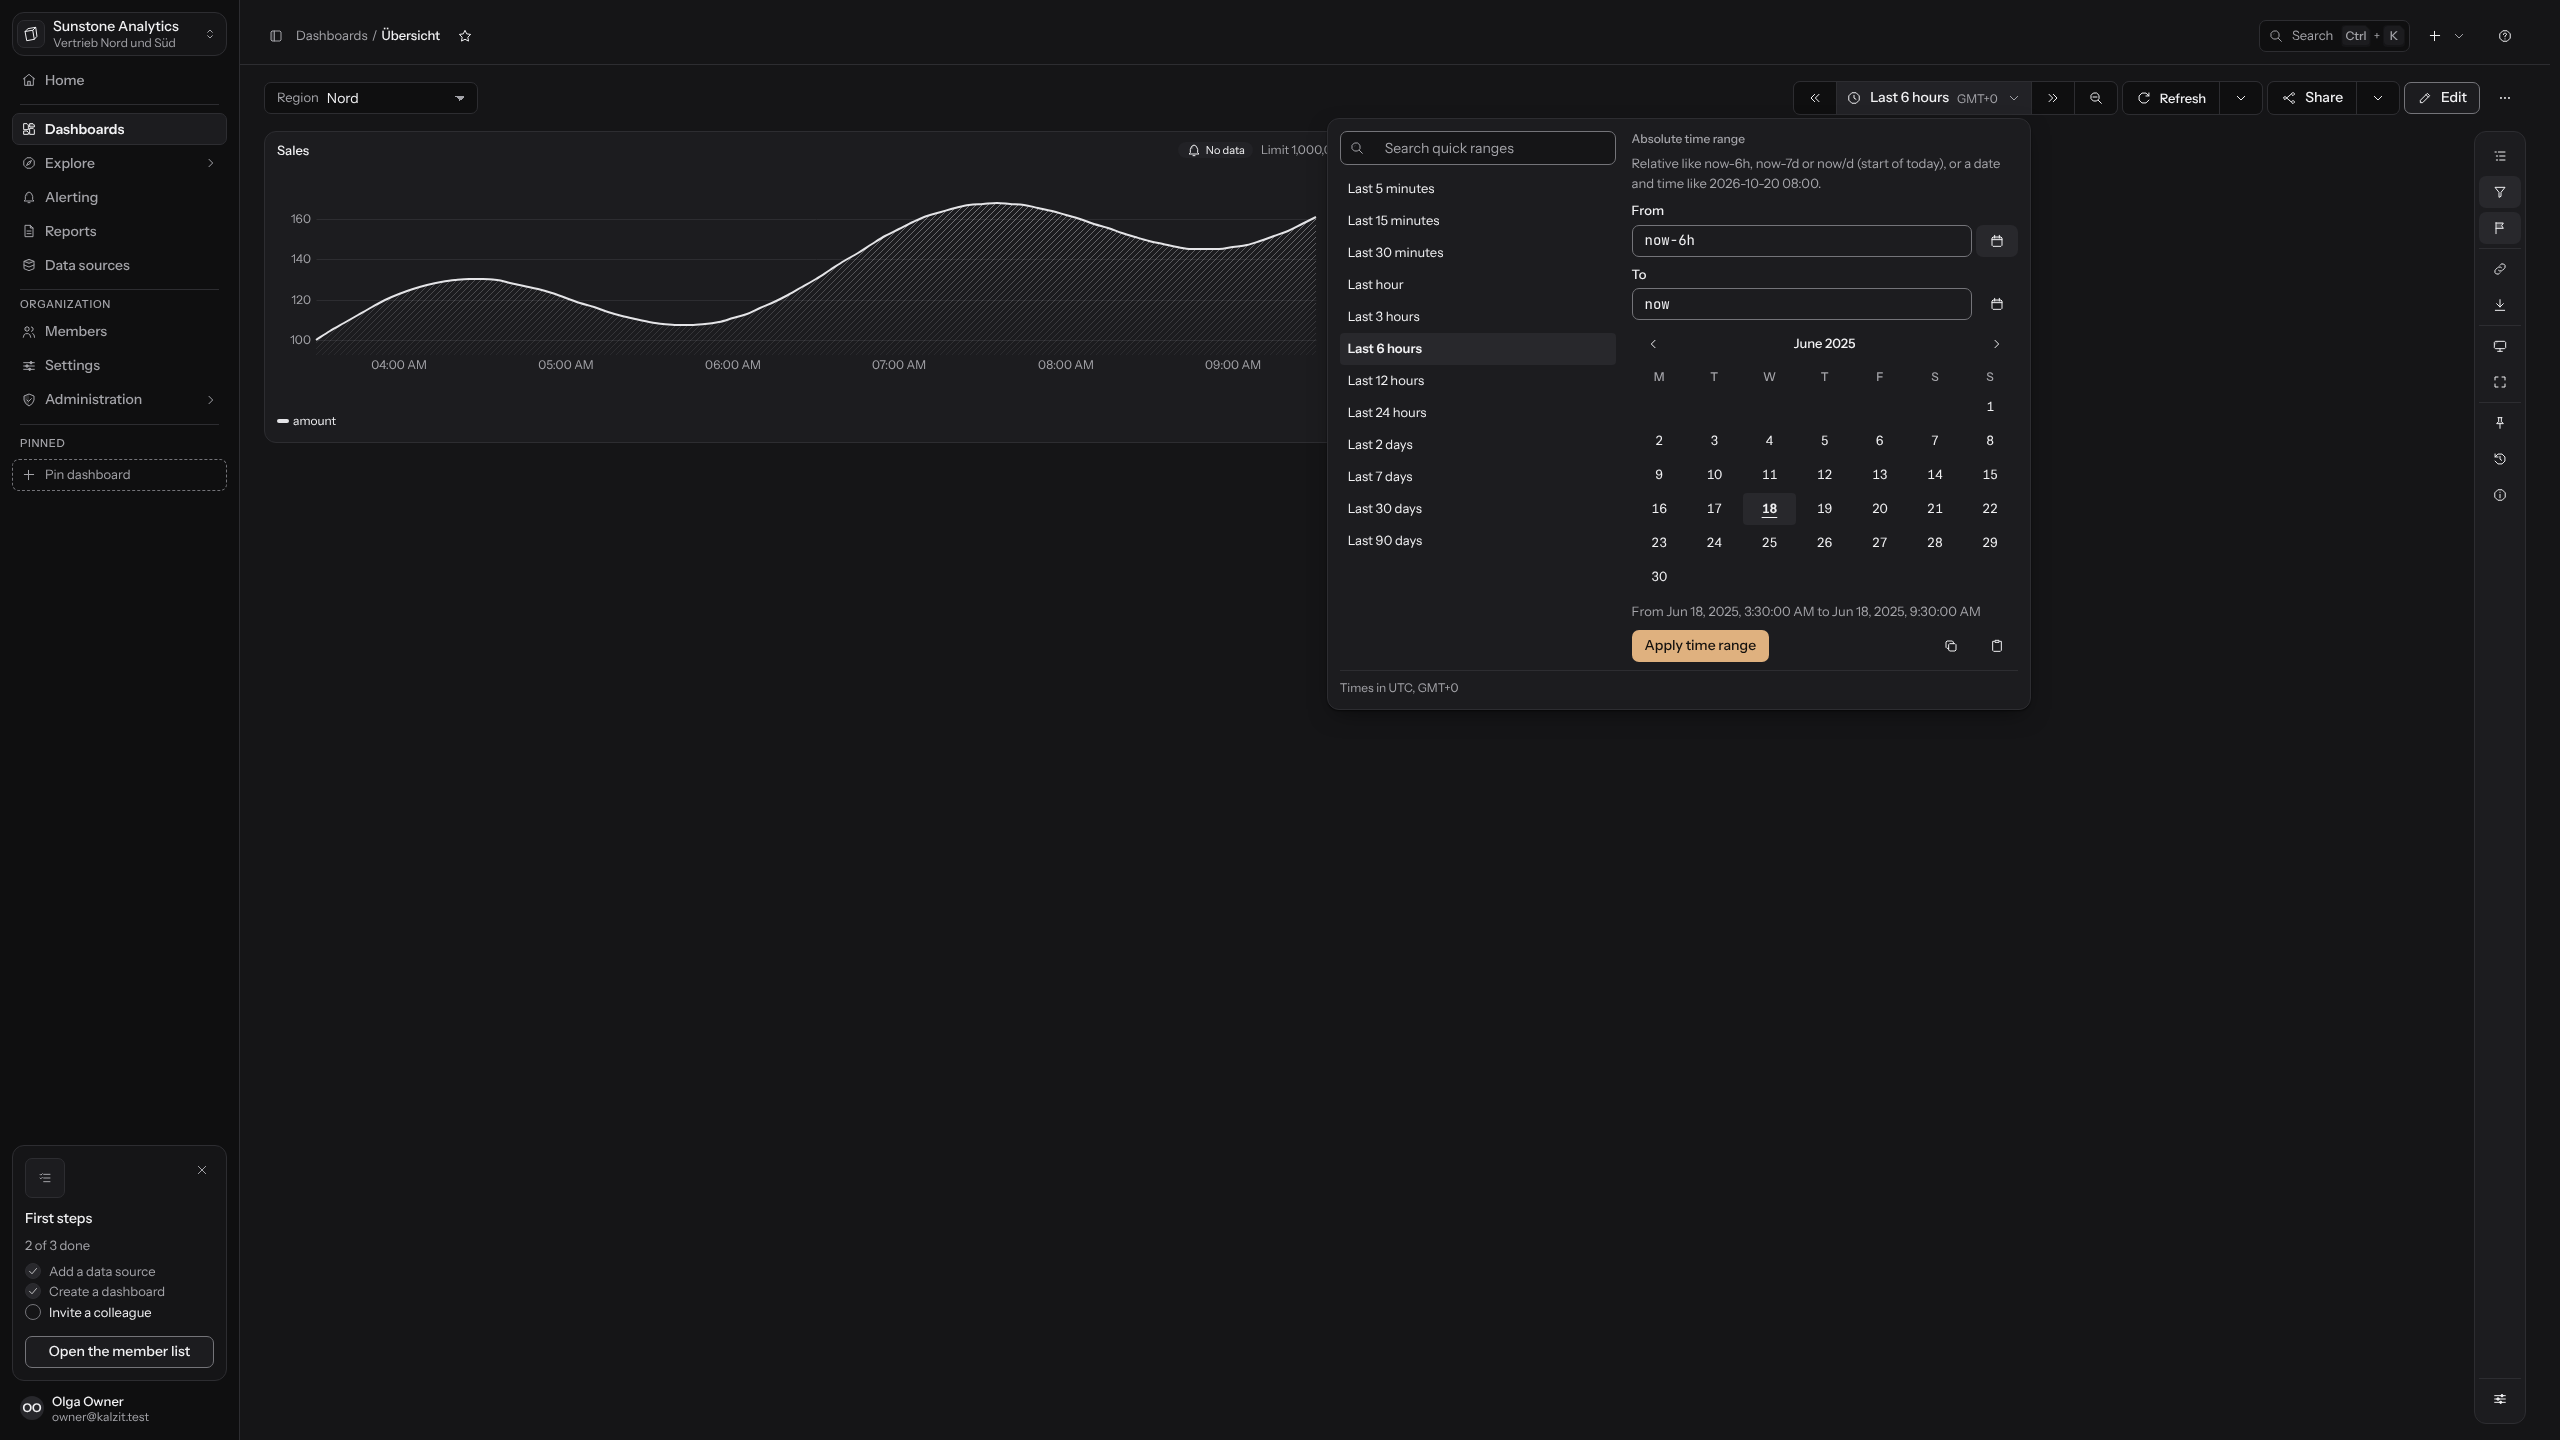 Sunstone Analytics
Vertrieb Nord und Süd
Home
Dashboards
Explore
Alerting
Reports
Data sources
ORGANIZATION
Members
Settings
Administration
PINNED
Pin dashboard
First steps
2 of 3 done
Add a data source
Create a dashboard
Invite a colleague
Open the member list
OO
Olga Owner
owner@kalzit.test
Dashboards / Übersicht
Search Ctrl + K
Region Nord
Last 6 hours GMT+0
Refresh
Share
Edit
Sales
No data
Limit 1,000,0
160
140
120
100
04:00 AM 05:00 AM 06:00 AM 07:00 AM 08:00 AM 09:00 AM
amount
Search quick ranges
Last 5 minutes
Last 15 minutes
Last 30 minutes
Last hour
Last 3 hours
Last 6 hours
Last 12 hours
Last 24 hours
Last 2 days
Last 7 days
Last 30 days
Last 90 days
Absolute time range
Relative like now-6h, now-7d or now/d (start of today), or a date
and time like 2026-10-20 08:00.
From
now-6h
To
now
June 2025
M T W T F S S
1
2 3 4 5 6 7 8
9 10 11 12 13 14 15
16 17 18 19 20 21 22
23 24 25 26 27 28 29
30
From Jun 18, 2025, 3:30:00 AM to Jun 18, 2025, 9:30:00 AM
Apply time range
Times in UTC, GMT+0